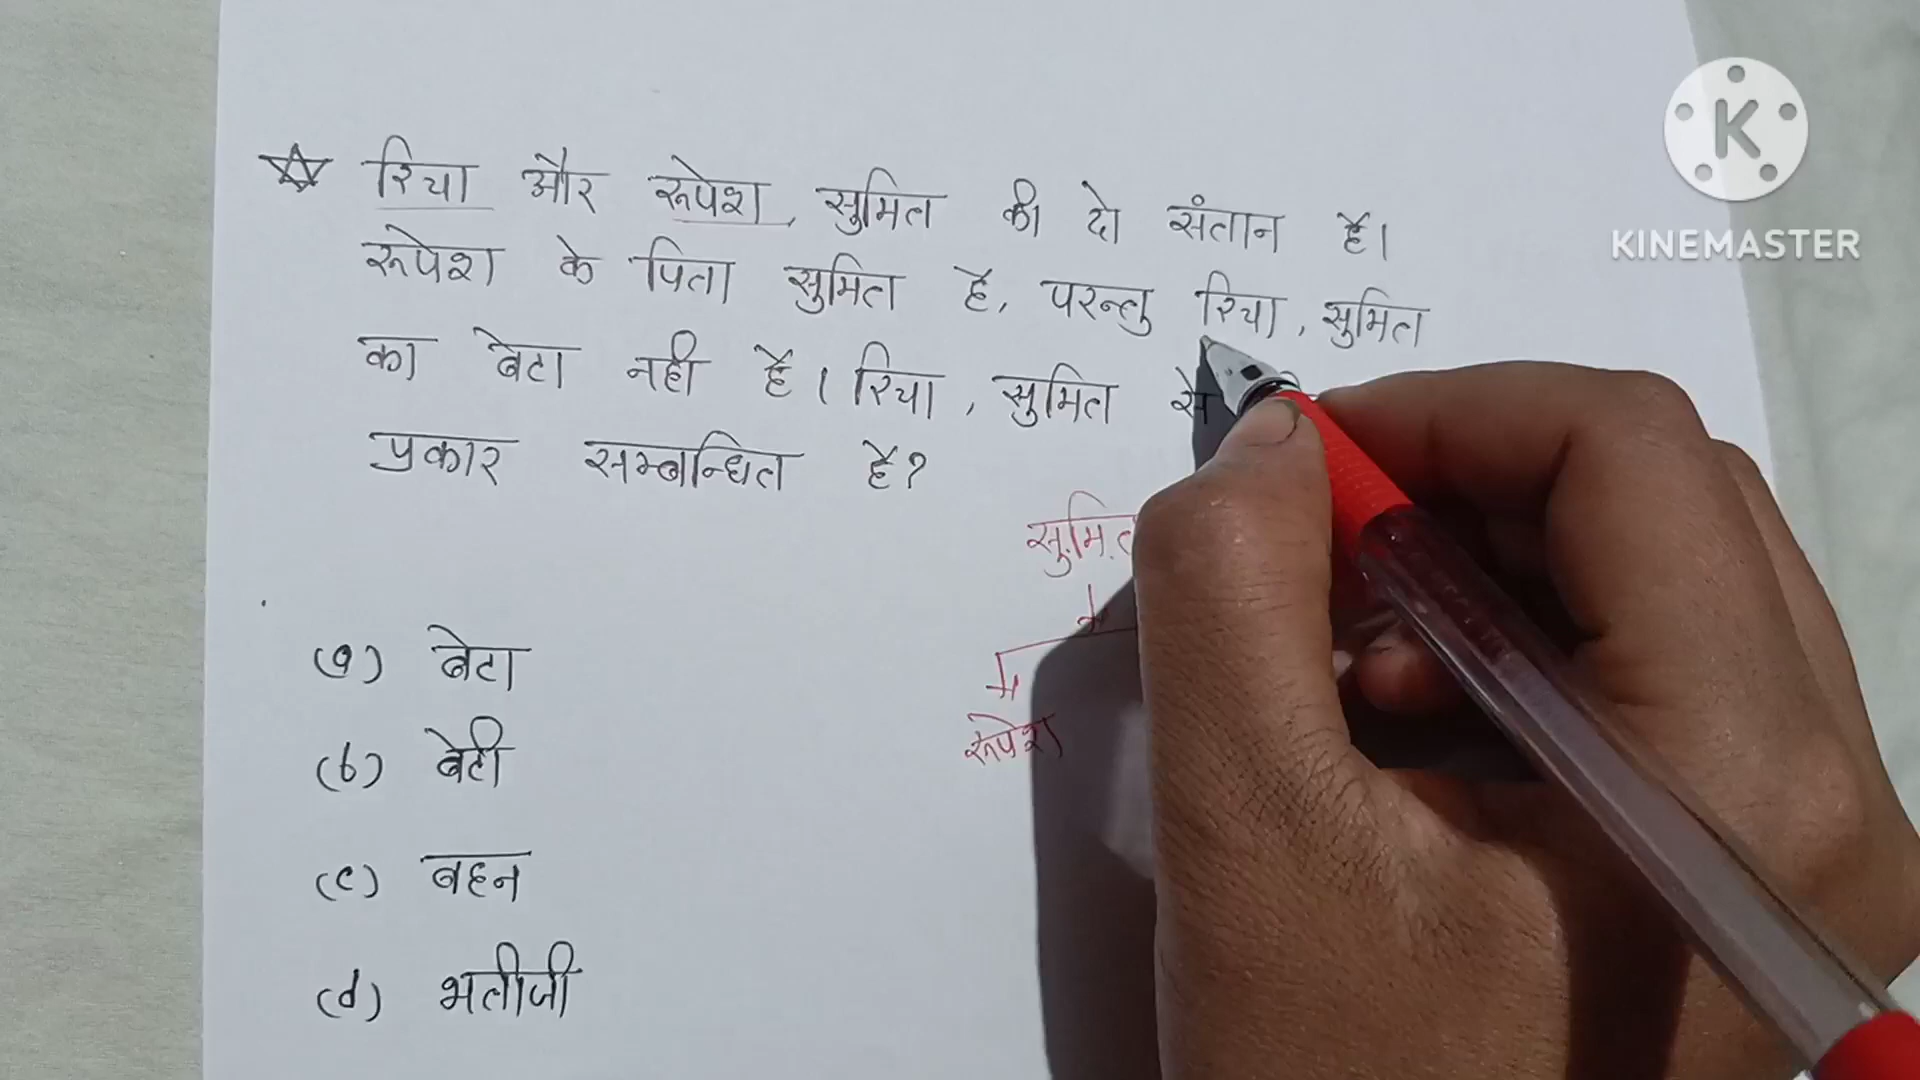 रिया और रूपेश, सुमित की दो संतान हैं।
रूपेश के पिता सुमित है, परन्तु रिया, सुमित
का बेटा नही है। रिया, सुमित से
प्रकार सम्बन्धित है?
सुमित
रूपेश
(a) बेटा
(b) बेटी
(c) बहन
(d) भतीजी
K
KINEMASTER